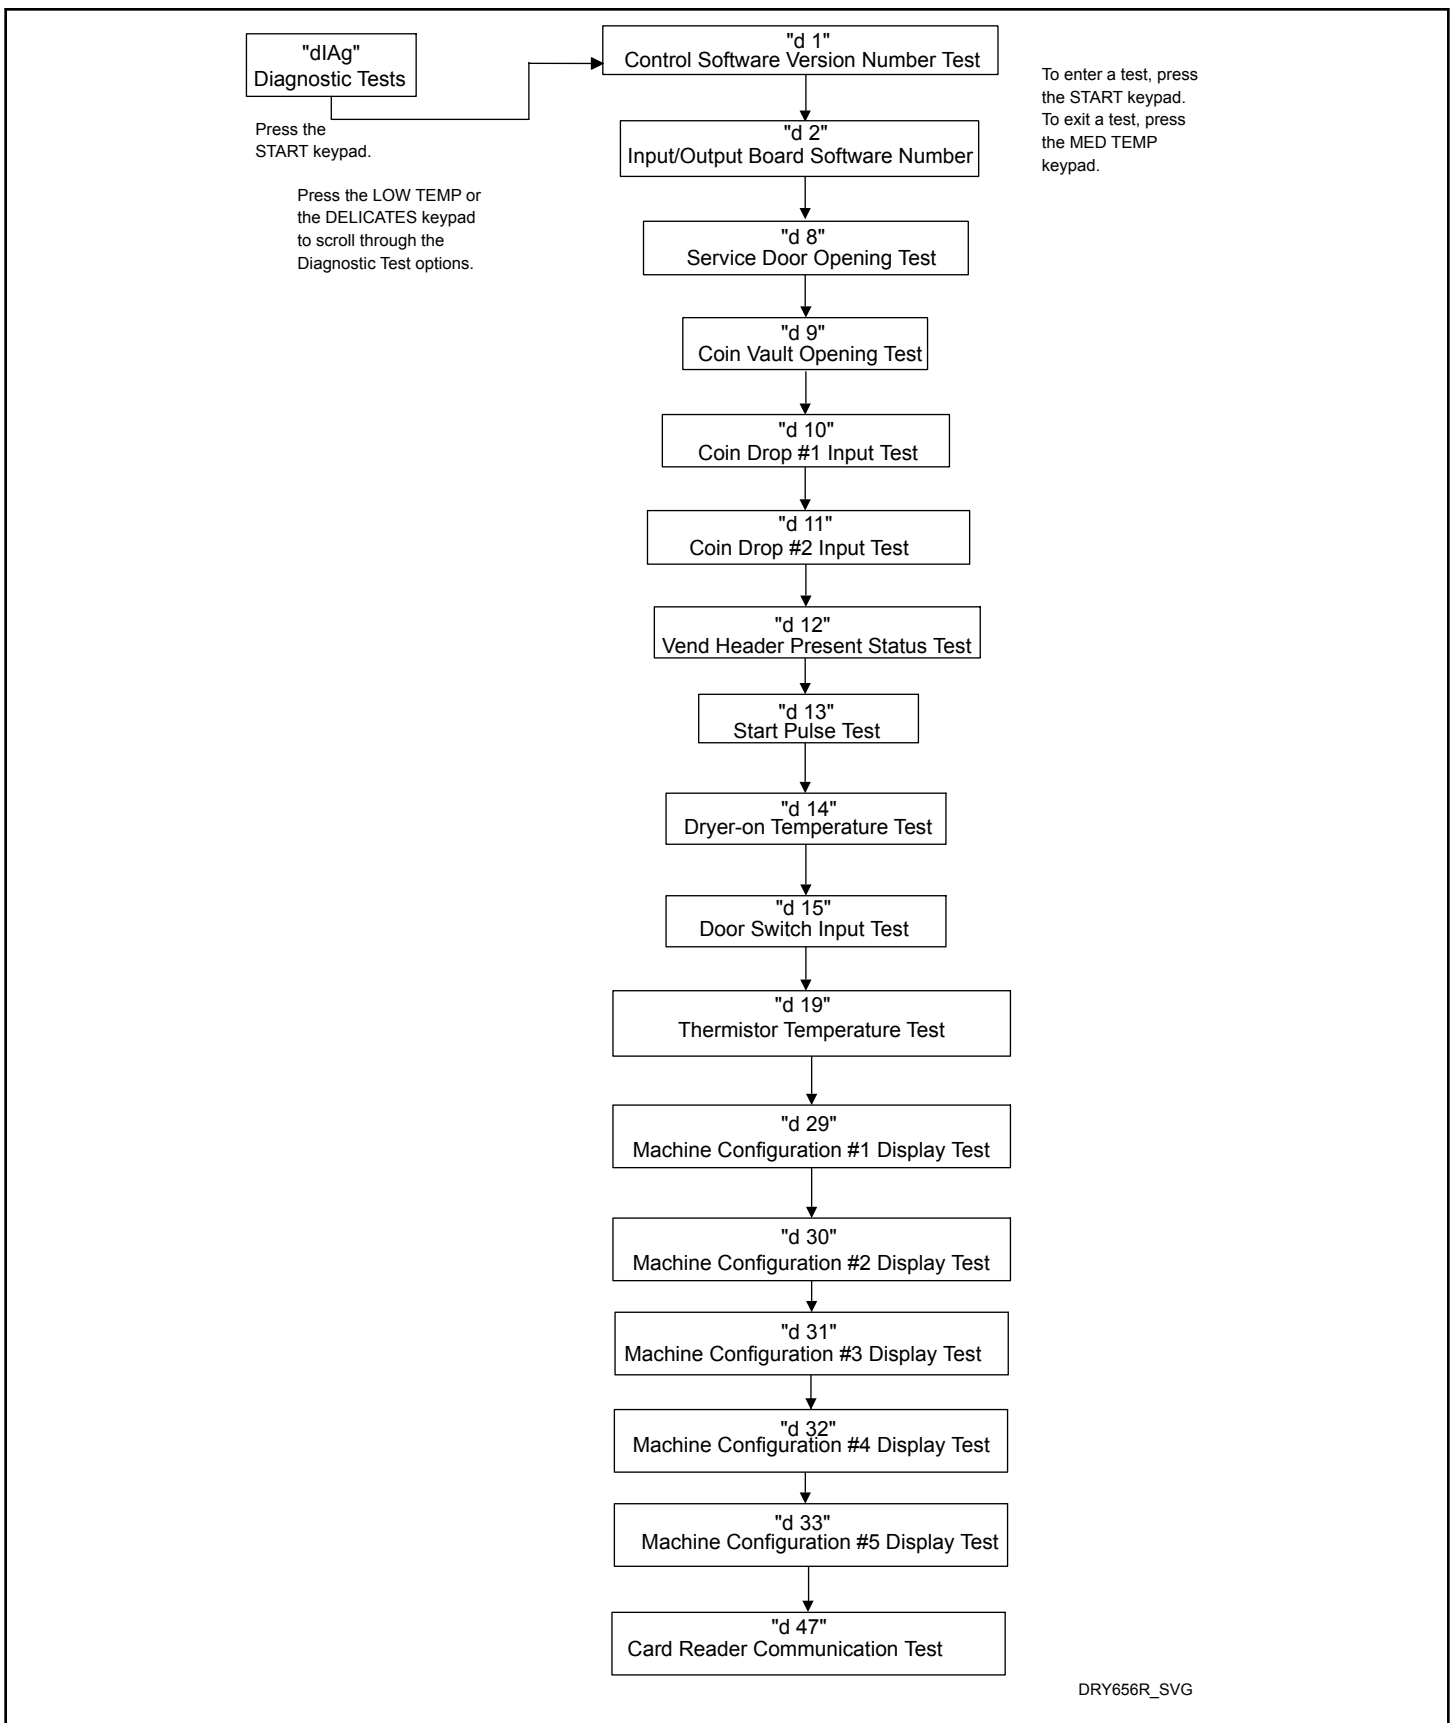 "dIAg"
Diagnostic Tests
Press the
START keypad.
Press the LOW TEMP or
the DELICATES keypad
to scroll through the
Diagnostic Test options.
"d 1"
Control Software Version Number Test
To enter a test, press
the START keypad.
To exit a test, press
the MED TEMP
keypad.
"d 2"
Input/Output Board Software Number
"d 8"
Service Door Opening Test
"d 9"
Coin Vault Opening Test
"d 10"
Coin Drop #1 Input Test
"d 11"
Coin Drop #2 Input Test
"d 12"
Vend Header Present Status Test
"d 13"
Start Pulse Test
"d 14"
Dryer-on Temperature Test
"d 15"
Door Switch Input Test
"d 19"
Thermistor Temperature Test
"d 29"
Machine Configuration #1 Display Test
"d 30"
Machine Configuration #2 Display Test
"d 31"
Machine Configuration #3 Display Test
"d 32"
Machine Configuration #4 Display Test
"d 33"
Machine Configuration #5 Display Test
"d 47"
Card Reader Communication Test
DRY656R_SVG